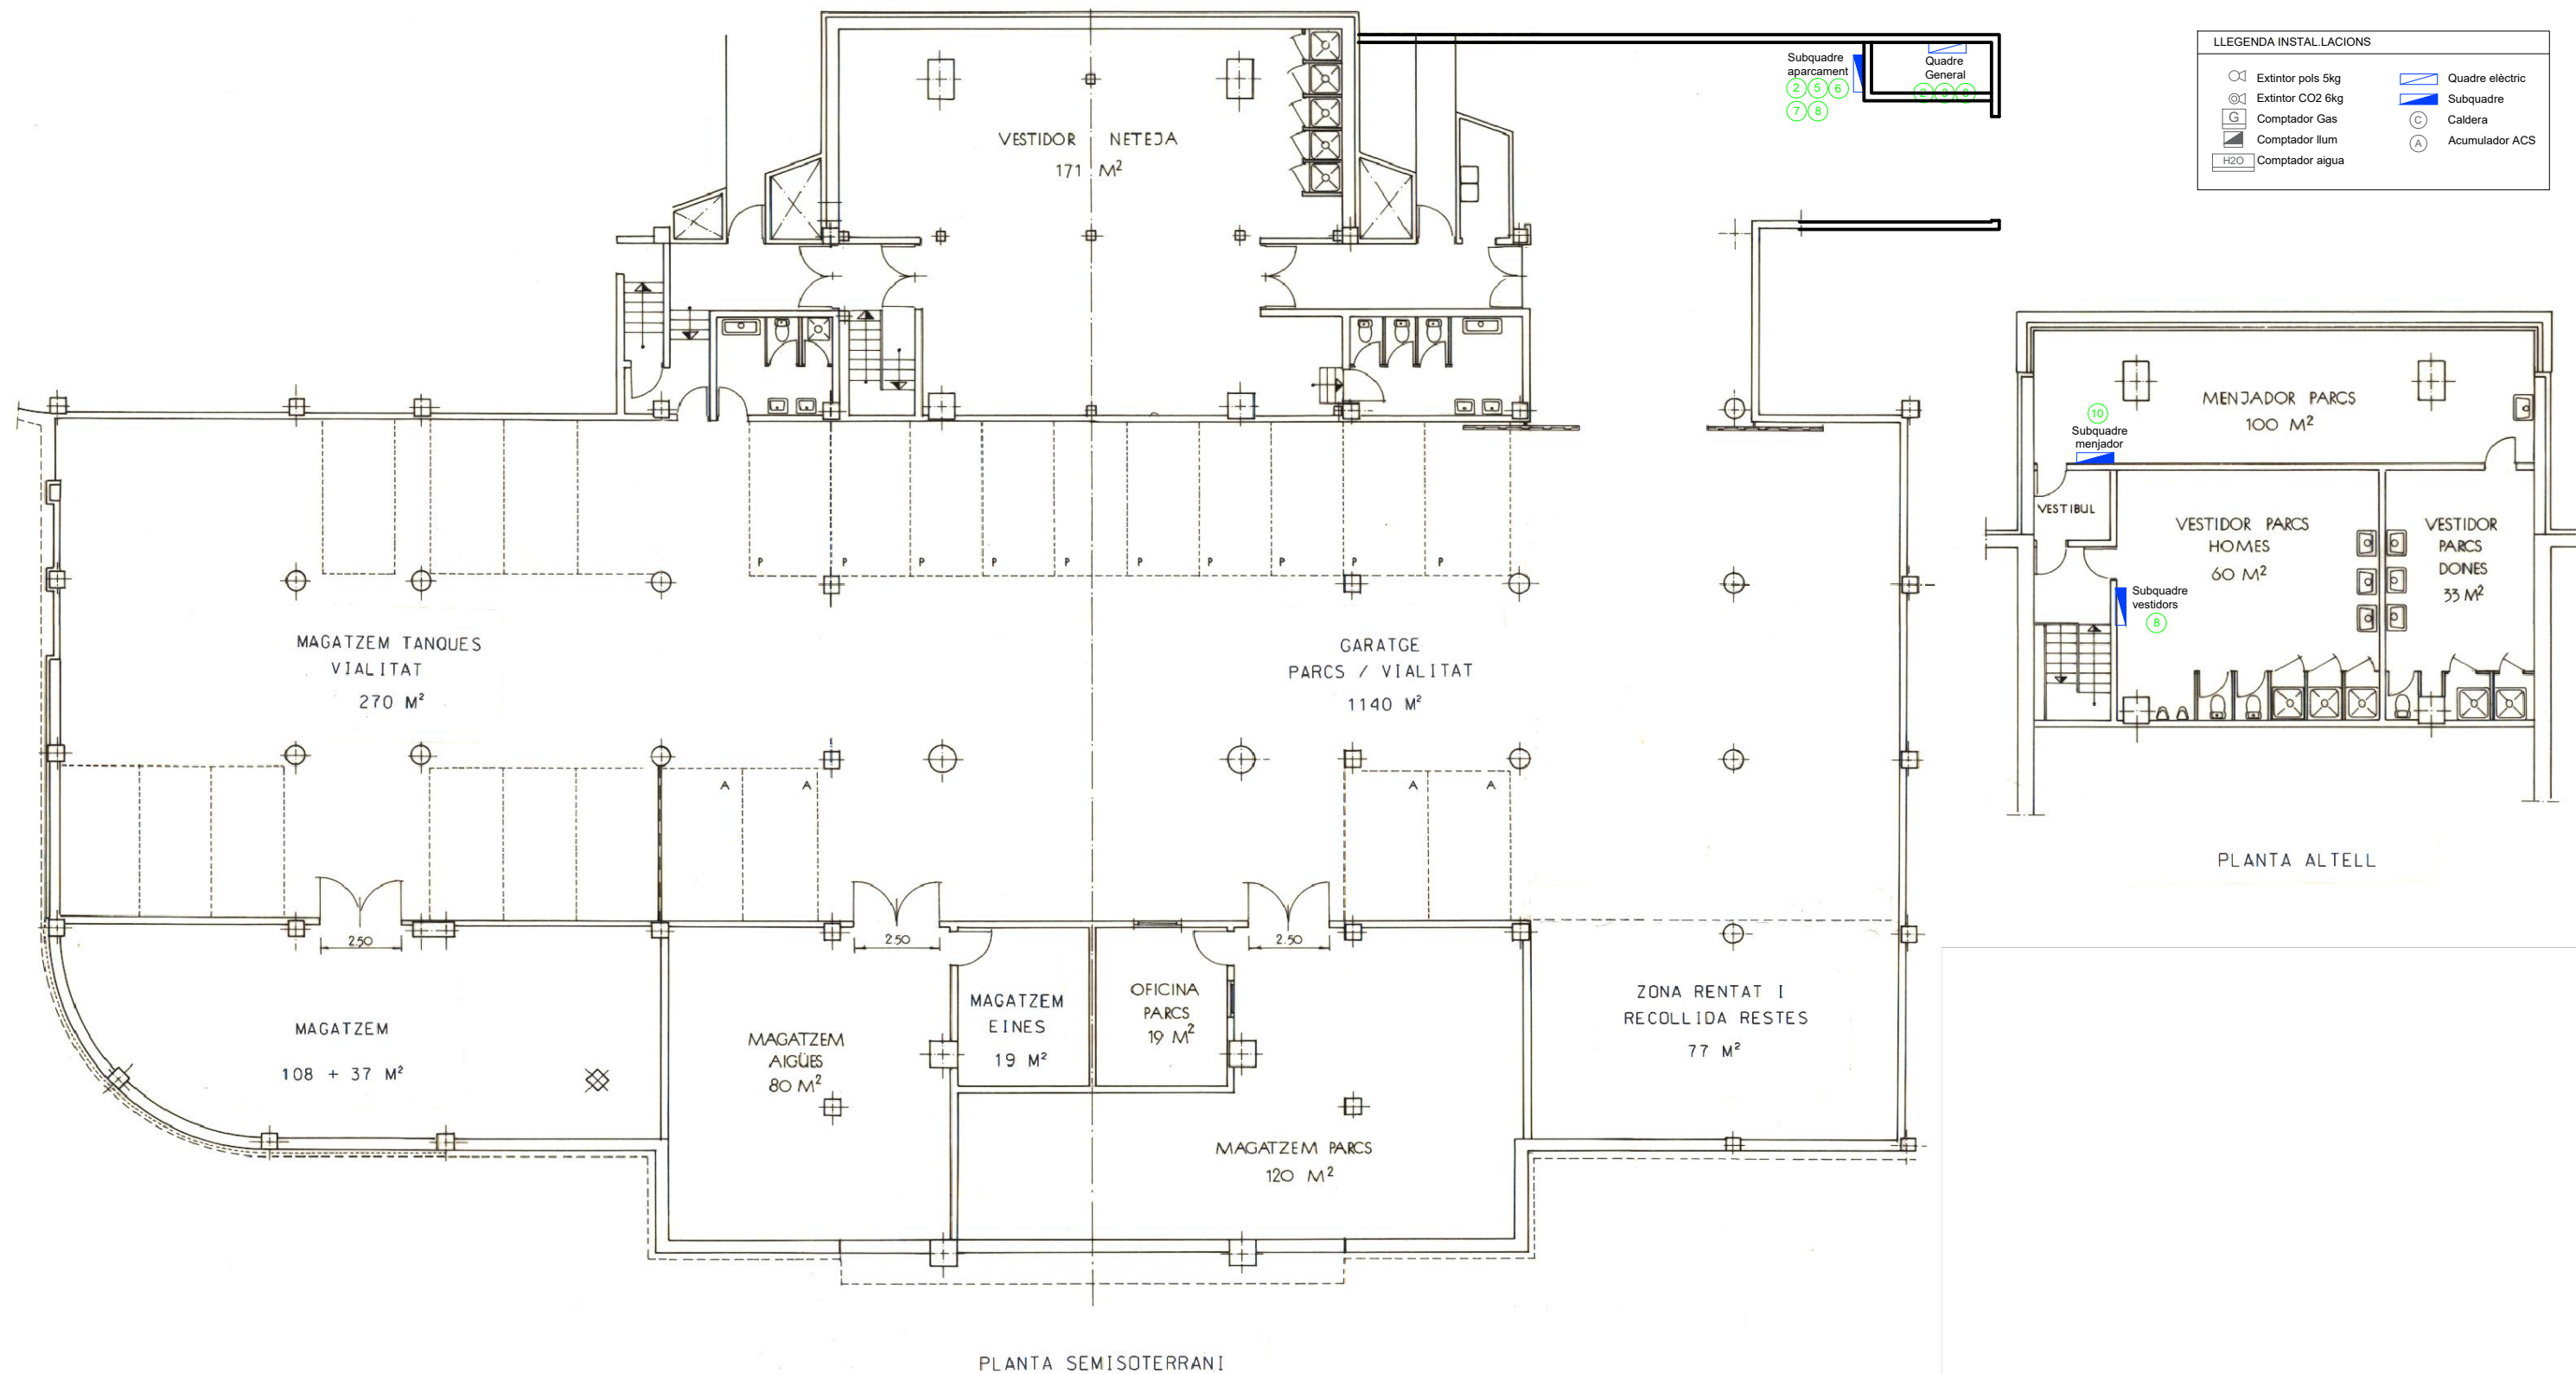 LLEGENDA INSTAL.LACIONS
Extintor pols 5kg
Extintor CO2 6kg
G Comptador Gas
Comptador llum
H2O Comptador aigua
Quadre elèctric
Subquadre
C Caldera
A Acumulador ACS
Subquadre
aparcament
2 5 6
7 8
Quadre
General
VESTIDOR NETEJA
171 M²
MENJADOR PARCS
100 M²
10
Subquadre
menjador
VESTIBUL
VESTIDOR PARCS
HOMES
60 M²
VESTIDOR
PARCS
DONES
33 M²
Subquadre
vestidors
8
PLANTA ALTELL
P P P P P P P P P P
MAGATZEM TANQUES
VIALITAT
270 M²
GARATGE
PARCS / VIALITAT
1140 M²
A A A A
2.50 2.50 2.50
MAGATZEM
108 + 37 M²
MAGATZEM
AIGÜES
80 M²
MAGATZEM
EINES
19 M²
OFICINA
PARCS
19 M²
ZONA RENTAT I
RECOLLIDA RESTES
77 M²
MAGATZEM PARCS
120 M²
PLANTA SEMISOTERRANI